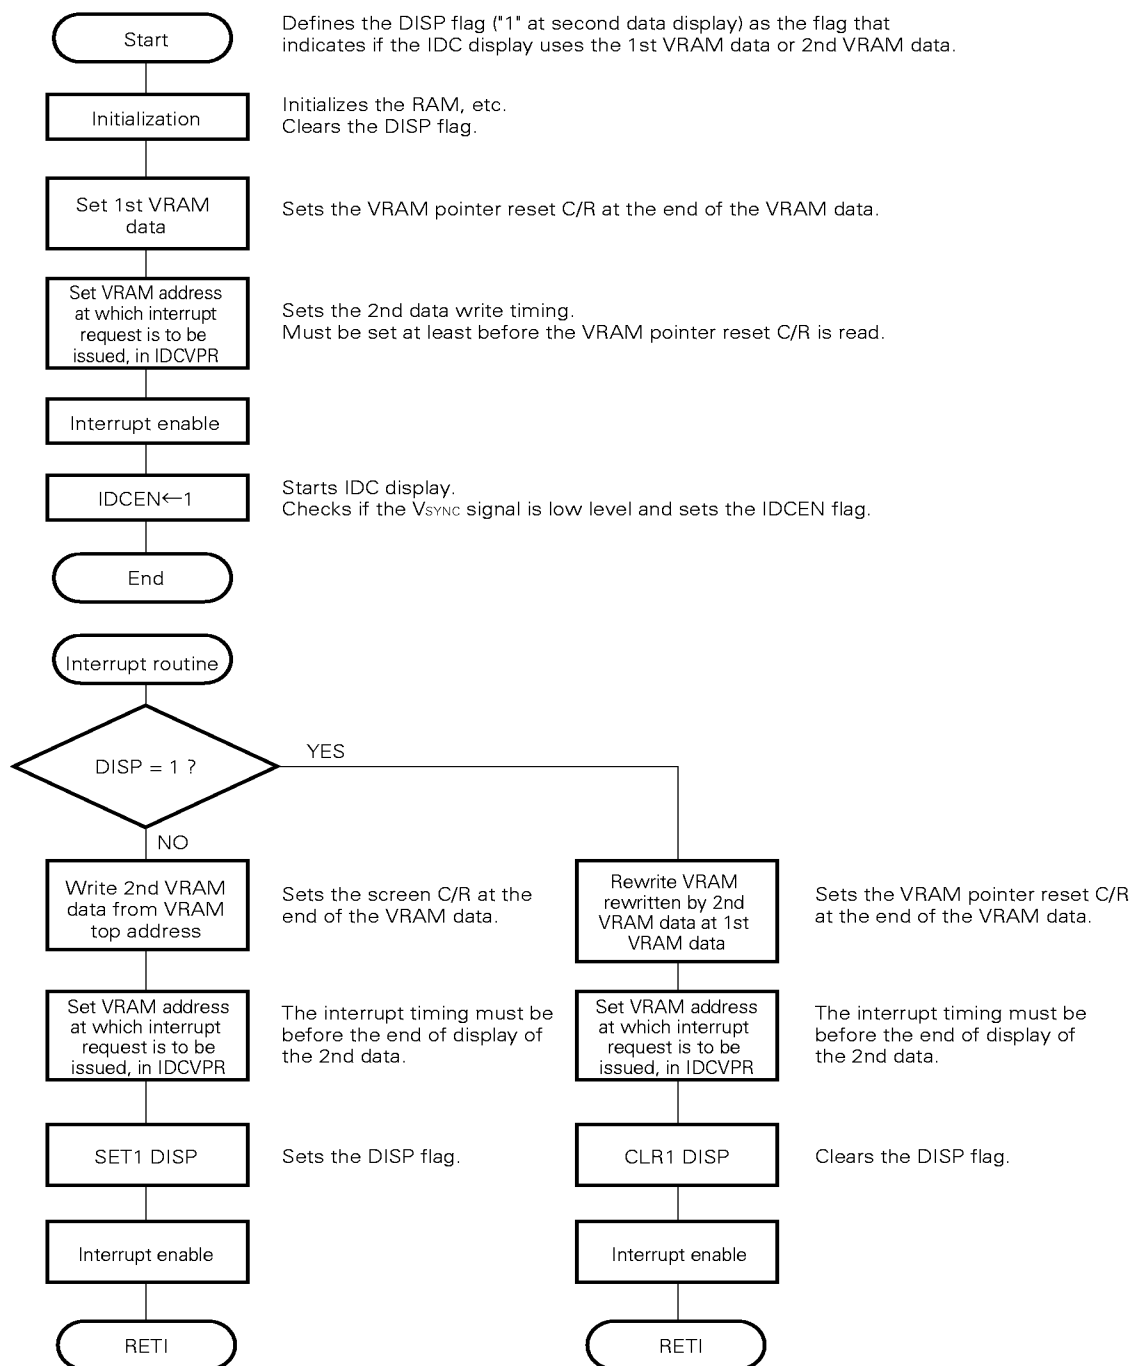 Start
Defines the DISP flag ("1" at second data display) as the flag that
indicates if the IDC display uses the 1st VRAM data or 2nd VRAM data.
Initialization
Initializes the RAM, etc.
Clears the DISP flag.
Set 1st VRAM
data
Sets the VRAM pointer reset C/R at the end of the VRAM data.
Set VRAM address
at which interrupt
request is to be
issued, in IDCVPR
Sets the 2nd data write timing.
Must be set at least before the VRAM pointer reset C/R is read.
Interrupt enable
IDCEN←1
Starts IDC display.
Checks if the VSYNC signal is low level and sets the IDCEN flag.
End
Interrupt routine
DISP = 1 ?
YES
NO
Write 2nd VRAM
data from VRAM
top address
Sets the screen C/R at the
end of the VRAM data.
Rewrite VRAM
rewritten by 2nd
VRAM data at 1st
VRAM data
Sets the VRAM pointer reset C/R
at the end of the VRAM data.
Set VRAM address
at which interrupt
request is to be
issued, in IDCVPR
The interrupt timing must be
before the end of display of
the 2nd data.
Set VRAM address
at which interrupt
request is to be
issued, in IDCVPR
The interrupt timing must be
before the end of display of
the 2nd data.
SET1 DISP
Sets the DISP flag.
CLR1 DISP
Clears the DISP flag.
Interrupt enable
Interrupt enable
RETI
RETI